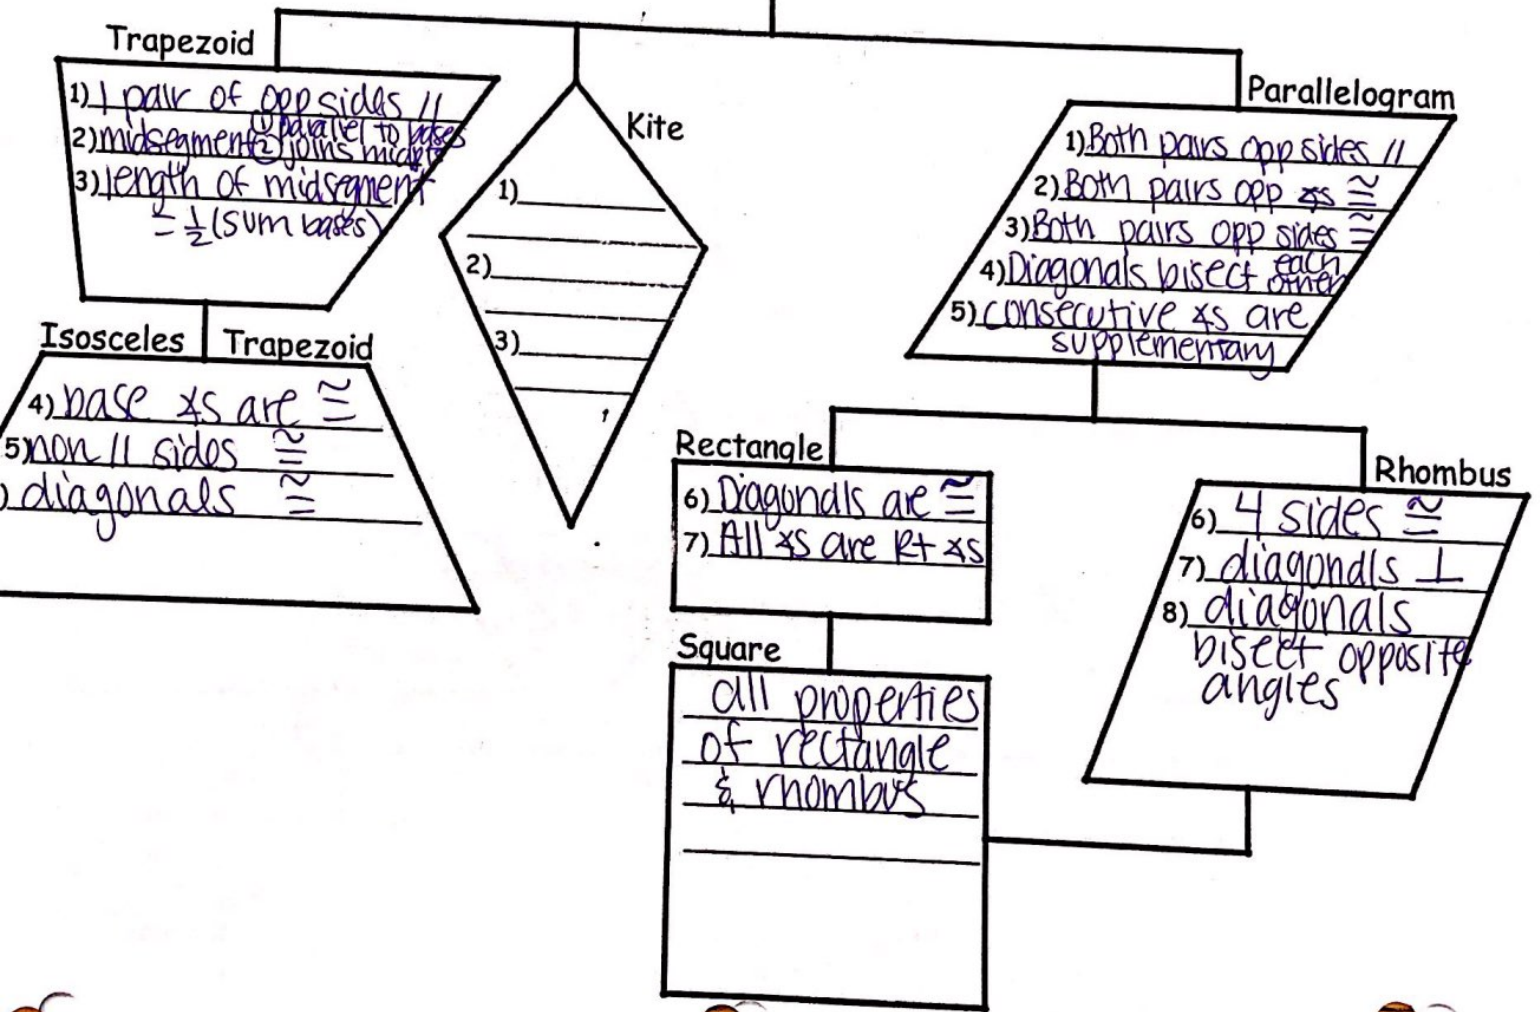 Trapezoid
1) 1 pair of opp sides //
2) midsegment ① parallel to bases
② joins midpts
3) length of midsegment
= ½ (sum bases)
Kite
1)
2)
3)
Parallelogram
1) Both pairs opp sides //
2) Both pairs opp ∡s ≅
3) Both pairs opp sides ≅
4) Diagonals bisect each
other
5) consecutive ∡s are
supplementary
Isosceles Trapezoid
4) base ∡s are ≅
5) non // sides ≅
) diagonals ≅
Rectangle
6) Diagonals are ≅
7) All ∡s are Rt ∡s
Rhombus
6) 4 sides ≅
7) diagonals ⊥
8) diagonals
bisect opposite
angles
Square
all properties
of rectangle
& rhombus